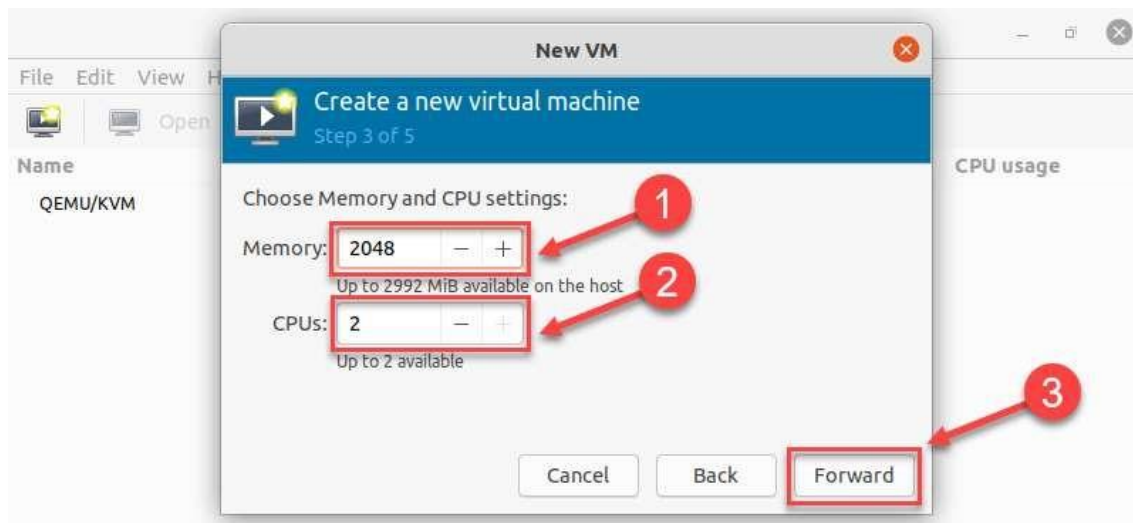 New VM
File Edit View H
Create a new virtual machine
Step 3 of 5
Open
Name
CPU usage
QEMU/KVM
Choose Memory and CPU settings:
1
Memory: 2048 − +
Up to 2992 MiB available on the host
2
CPUs: 2 − +
Up to 2 available
3
Cancel Back Forward